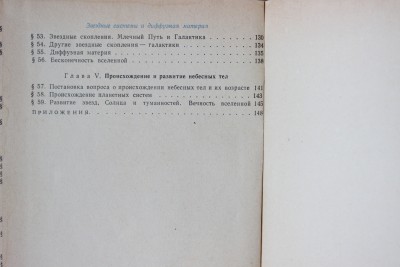 Звездные системы и диффузная материя
§ 53. Звездные скопления. Млечный Путь и Галактика . . . . . . . 130
§ 54. Другие звездные скопления — галактики . . . . . . . . . . 134
§ 55. Диффузная материя . . . . . . . . . . . . . . . . . . 135
§ 56. Бесконечность вселенной . . . . . . . . . . . . . . . . 138
Глава V. Происхождение и развитие небесных тел
§ 57. Постановка вопроса о происхождении небесных тел и их возрасте 141
§ 58. Происхождение планетных систем . . . . . . . . . . . . . 143
§ 59. Развитие звезд, Солнца и туманностей. Вечность вселенной 145
ПРИЛОЖЕНИЯ . . . . . . . . . . . . . . . . . . . . . . 148